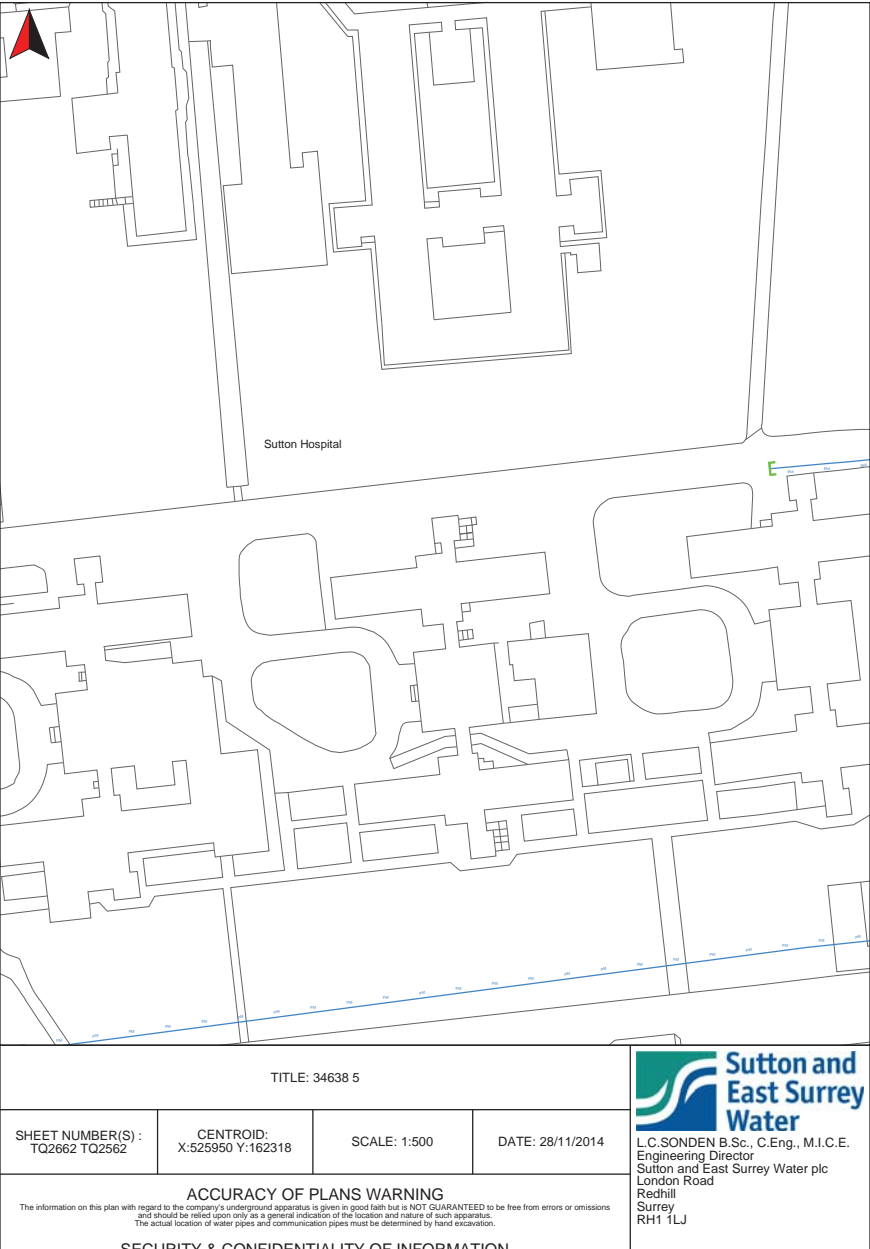 Sutton Hospital
TITLE: 34638 5
SHEET NUMBER(S) :
TQ2662 TQ2562
CENTROID:
X:525950 Y:162318
SCALE: 1:500
DATE: 28/11/2014
ACCURACY OF PLANS WARNING
The information on this plan with regard to the company's underground apparatus is given in good faith but is NOT GUARANTEED to be free from errors or omissions
and should be relied upon only as a general indication of the location and nature of such apparatus.
The actual location of water pipes and communication pipes must be determined by hand excavation.
SECURITY & CONFIDENTIALITY OF INFORMATION
Sutton and
East Surrey
Water
L.C.SONDEN B.Sc., C.Eng., M.I.C.E.
Engineering Director
Sutton and East Surrey Water plc
London Road
Redhill
Surrey
RH1 1LJ